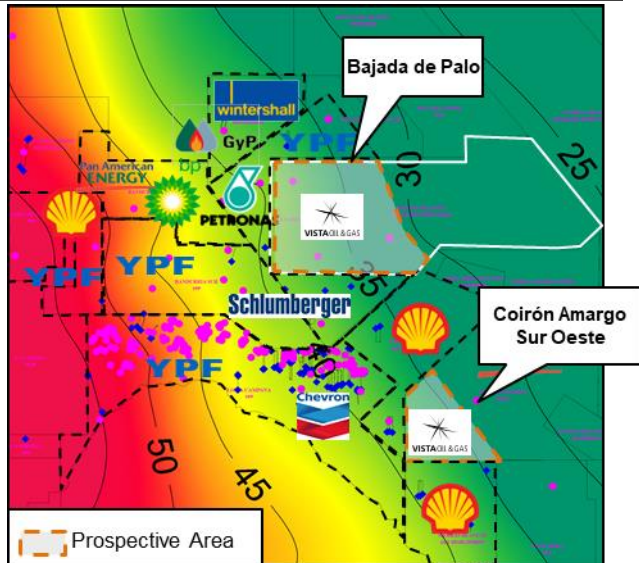 Bajada de Palo
wintershall
bp
GyP
YPF
Pan American
ENERGY
PETRONAS
VISTA OIL & GAS
30
25
YPF
YPF
Schlumberger
35
Coirón Amargo
Sur Oeste
YPF
40
Chevron
VISTA OIL & GAS
50
45
Prospective Area